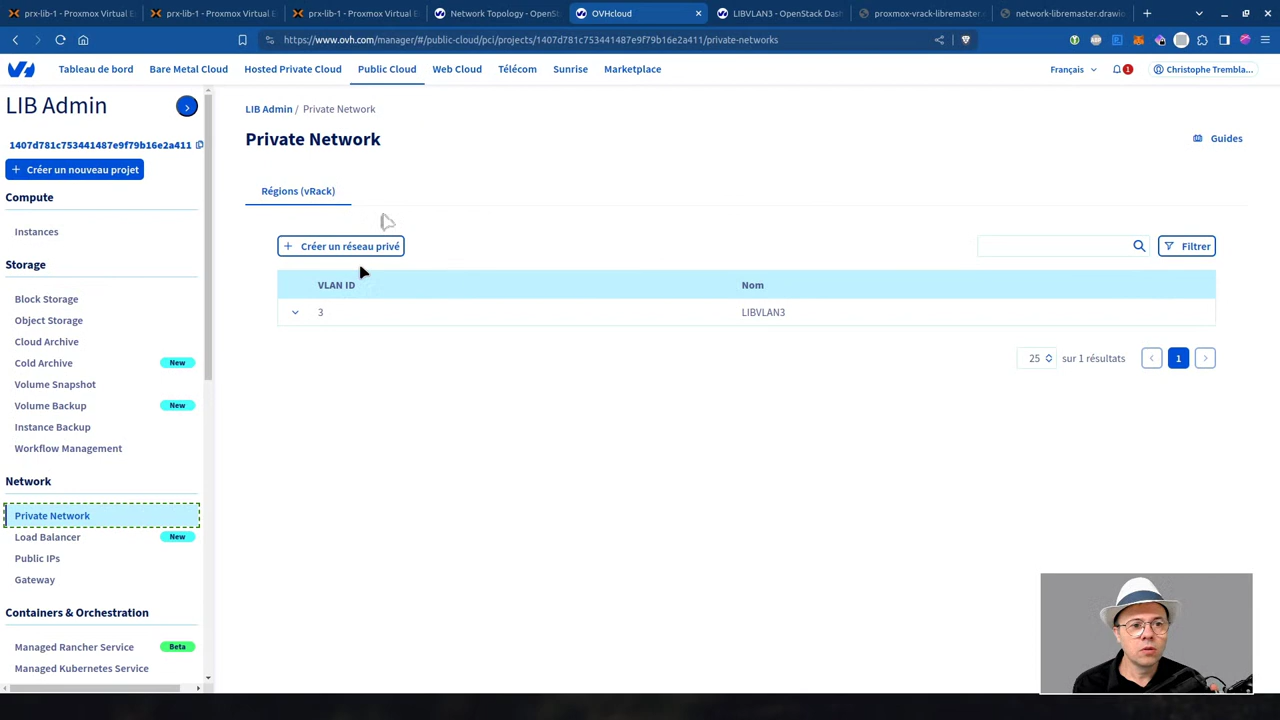 prx-lib-1 - Proxmox Virtual E
prx-lib-1 - Proxmox Virtual E
prx-lib-1 - Proxmox Virtual E
Network Topology - OpenSt
OVHcloud
LIBVLAN3 - OpenStack Dash
proxmox-vrack-libremaster.
network-libremaster.drawio
https://www.ovh.com/manager/#/public-cloud/pci/projects/1407d781c753441487e9f79b16e2a411/private-networks
Tableau de bord
Bare Metal Cloud
Hosted Private Cloud
Public Cloud
Web Cloud
Télécom
Sunrise
Marketplace
Français
1
Christophe Trembla...
LIB Admin
1407d781c753441487e9f79b16e2a411
Créer un nouveau projet
Compute
Instances
Storage
Block Storage
Object Storage
Cloud Archive
Cold Archive New
Volume Snapshot
Volume Backup New
Instance Backup
Workflow Management
Network
Private Network
Load Balancer New
Public IPs
Gateway
Containers & Orchestration
Managed Rancher Service Beta
Managed Kubernetes Service
LIB Admin / Private Network
Private Network
Guides
Régions (vRack)
Créer un réseau privé
Filtrer
VLAN ID Nom
3 LIBVLAN3
25 sur 1 résultats 1